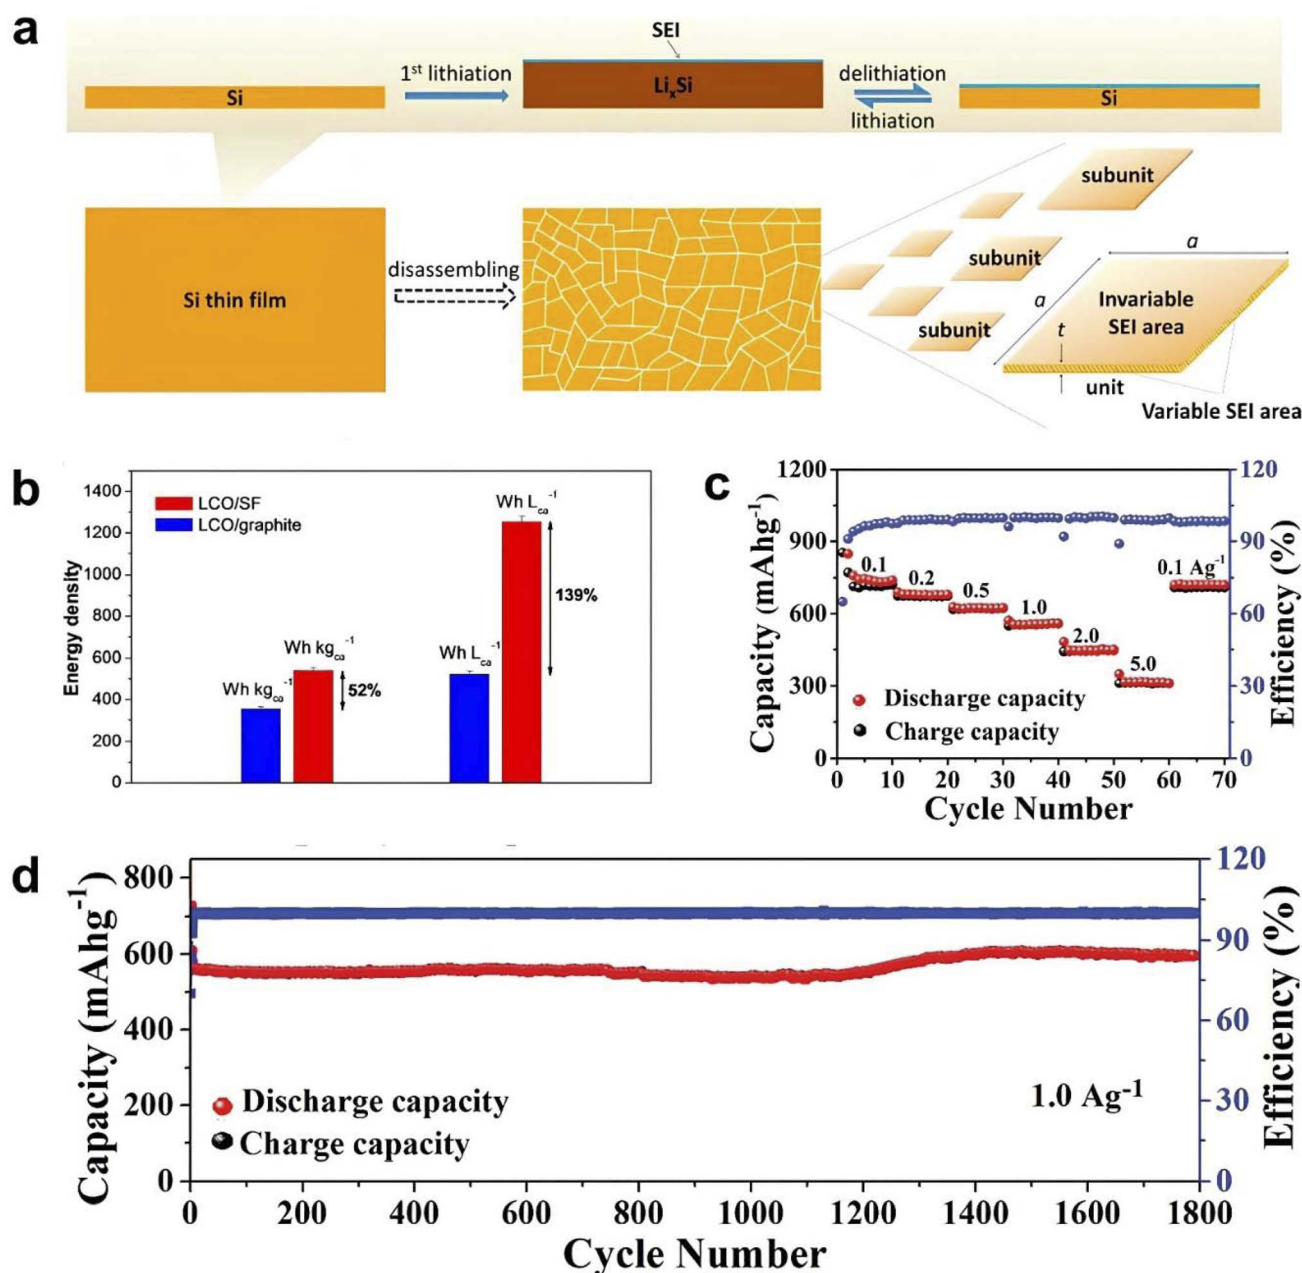 a
SEI
1st lithiation
delithiation
Si
LixSi
Si
lithiation
subunit
a
disassembling
subunit
Si thin film
a
Invariable
SEI area
subunit
t
unit
Variable SEI area
b
1400
1200
1000
800
600
400
200
0
Energy density
LCO/SF
LCO/graphite
Wh L_ca^-1
139%
Wh kg_ca^-1
Wh L_ca^-1
Wh kg_ca^-1
52%
c
1200
900
600
300
0
Capacity (mAhg^-1)
120
90
60
30
0
Efficiency (%)
0.1
0.2
0.5
1.0
2.0
5.0
0.1 Ag^-1
Discharge capacity
Charge capacity
0 10 20 30 40 50 60 70
Cycle Number
d
800
600
400
200
0
Capacity (mAhg^-1)
120
90
60
30
0
Efficiency (%)
Discharge capacity
Charge capacity
1.0 Ag^-1
0 200 400 600 800 1000 1200 1400 1600 1800
Cycle Number